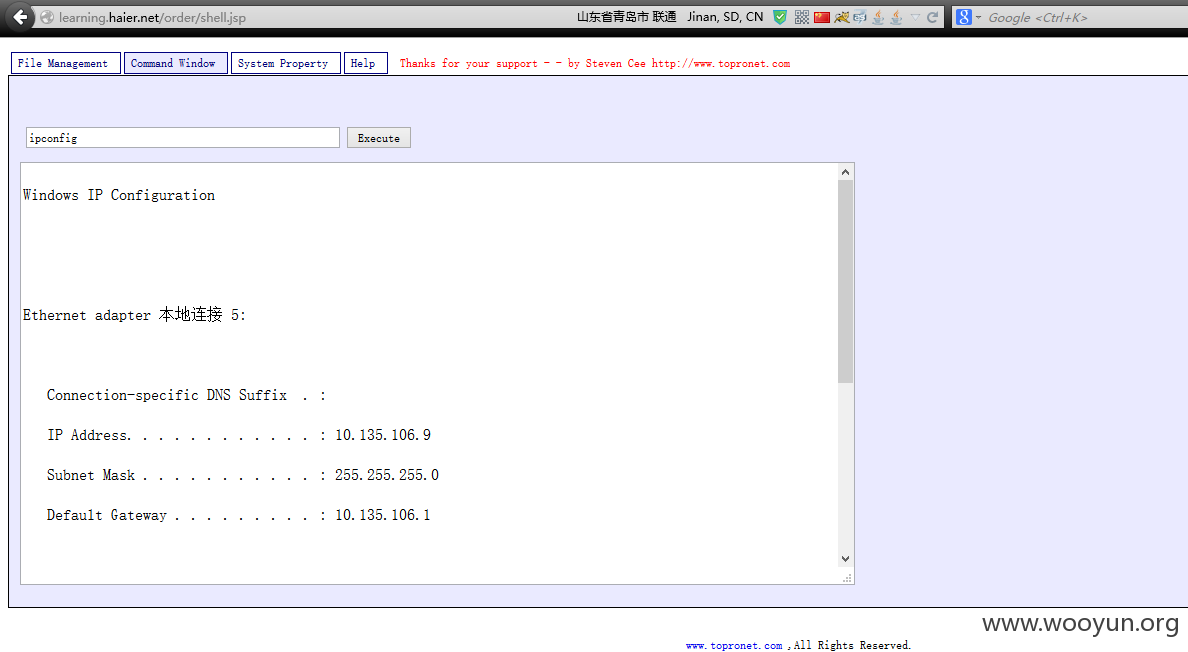 learning.haier.net/order/shell.jsp 山东省青岛市 联通 Jinan, SD, CN Google <Ctrl+K>
File Management Command Window System Property Help Thanks for your support - - by Steven Cee http://www.topronet.com
ipconfig Execute
Windows IP Configuration
Ethernet adapter 本地连接 5:
Connection-specific DNS Suffix . :
IP Address. . . . . . . . . . . . : 10.135.106.9
Subnet Mask . . . . . . . . . . . : 255.255.255.0
Default Gateway . . . . . . . . . : 10.135.106.1
www.wooyun.org
www.topronet.com ,All Rights Reserved.